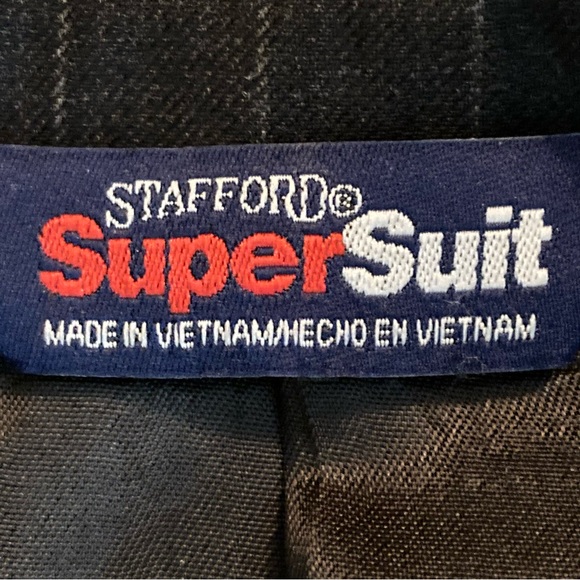 STAFFORD®
SuperSuit
MADE IN VIETNAM/HECHO EN VIETNAM